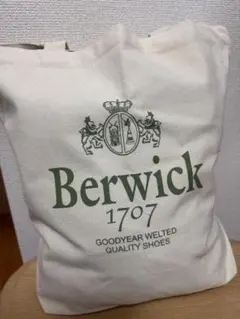 Berwick
1707
GOODYEAR WELTED
QUALITY SHOES